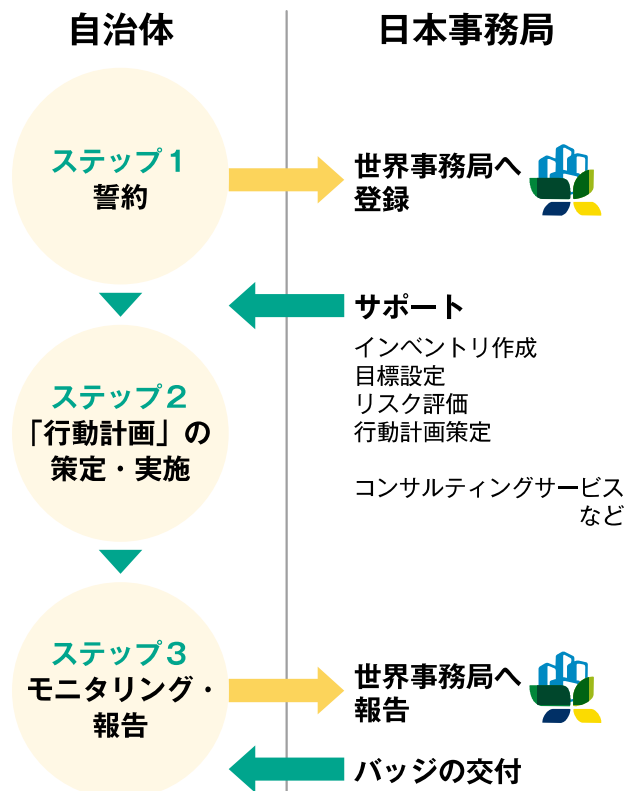 自治体
日本事務局
ステップ1
誓約
世界事務局へ
登録
サポート
インベントリ作成
目標設定
リスク評価
行動計画策定
コンサルティングサービス
など
ステップ2
「行動計画」の
策定・実施
ステップ3
モニタリング・
報告
世界事務局へ
報告
バッジの交付